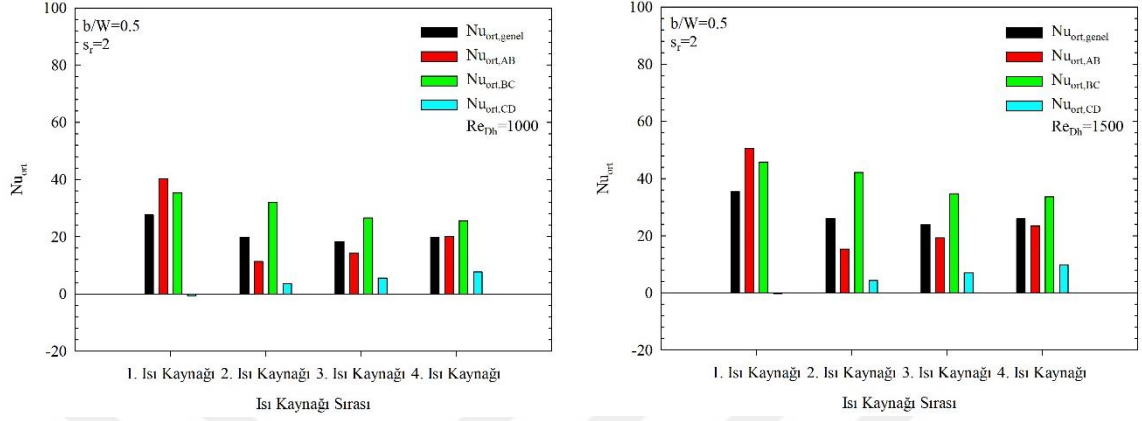 b/W=0.5
s_r=2
Nu_ort,genel
Nu_ort,AB
Nu_ort,BC
Nu_ort,CD
Re_Dh=1000
100
80
60
40
20
0
-20
Nu_ort
1. Isı Kaynağı 2. Isı Kaynağı 3. Isı Kaynağı 4. Isı Kaynağı
Isı Kaynağı Sırası
b/W=0.5
s_r=2
Nu_ort,genel
Nu_ort,AB
Nu_ort,BC
Nu_ort,CD
Re_Dh=1500
100
80
60
40
20
0
-20
Nu_ort
1. Isı Kaynağı 2. Isı Kaynağı 3. Isı Kaynağı 4. Isı Kaynağı
Isı Kaynağı Sırası